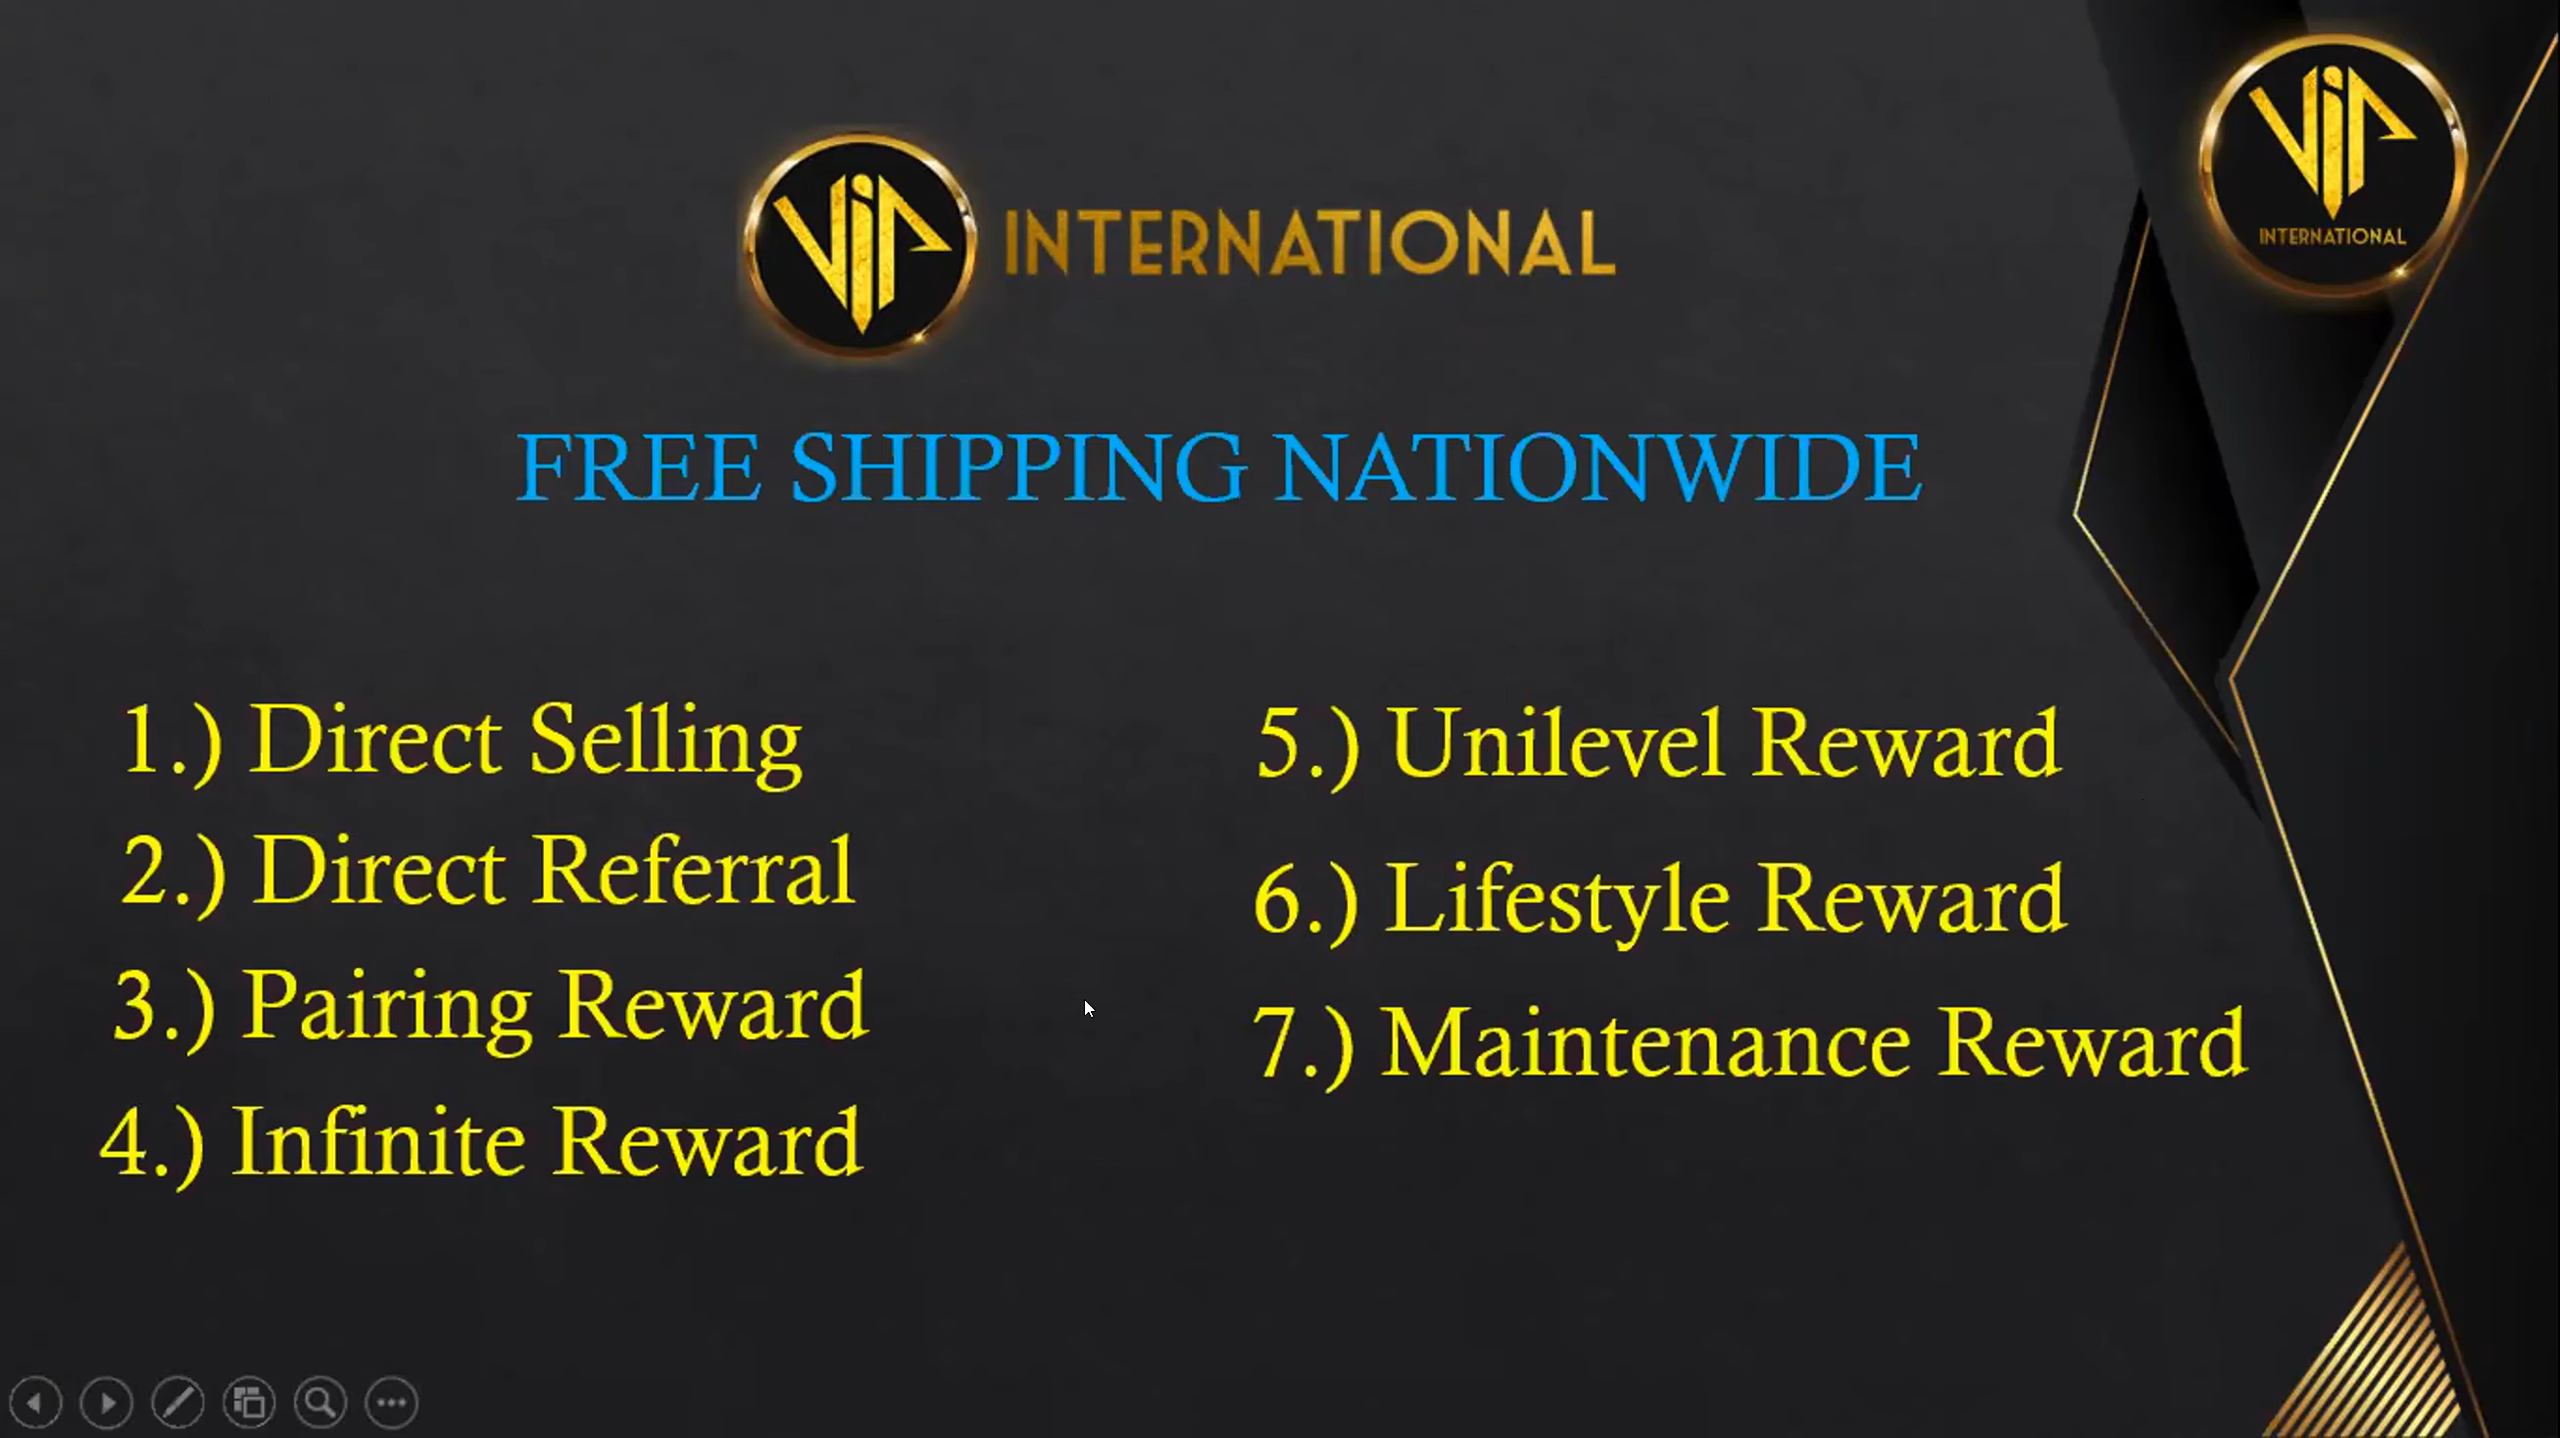 VIP INTERNATIONAL
VIP
INTERNATIONAL
FREE SHIPPING NATIONWIDE
1.) Direct Selling
2.) Direct Referral
3.) Pairing Reward
4.) Infinite Reward
5.) Unilevel Reward
6.) Lifestyle Reward
7.) Maintenance Reward